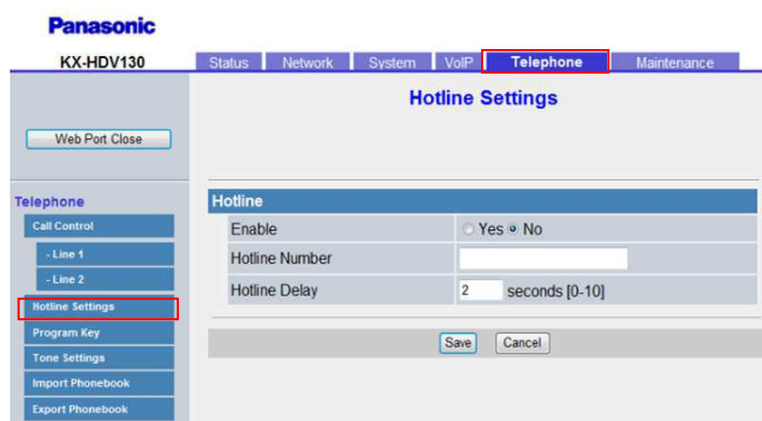 Panasonic
KX-HDV130
Status Network System VoIP Telephone Maintenance
Hotline Settings
Web Port Close
Telephone
Call Control
- Line 1
- Line 2
Hotline Settings
Program Key
Tone Settings
Import Phonebook
Export Phonebook
Hotline
Enable Yes No
Hotline Number
Hotline Delay 2 seconds [0-10]
Save Cancel